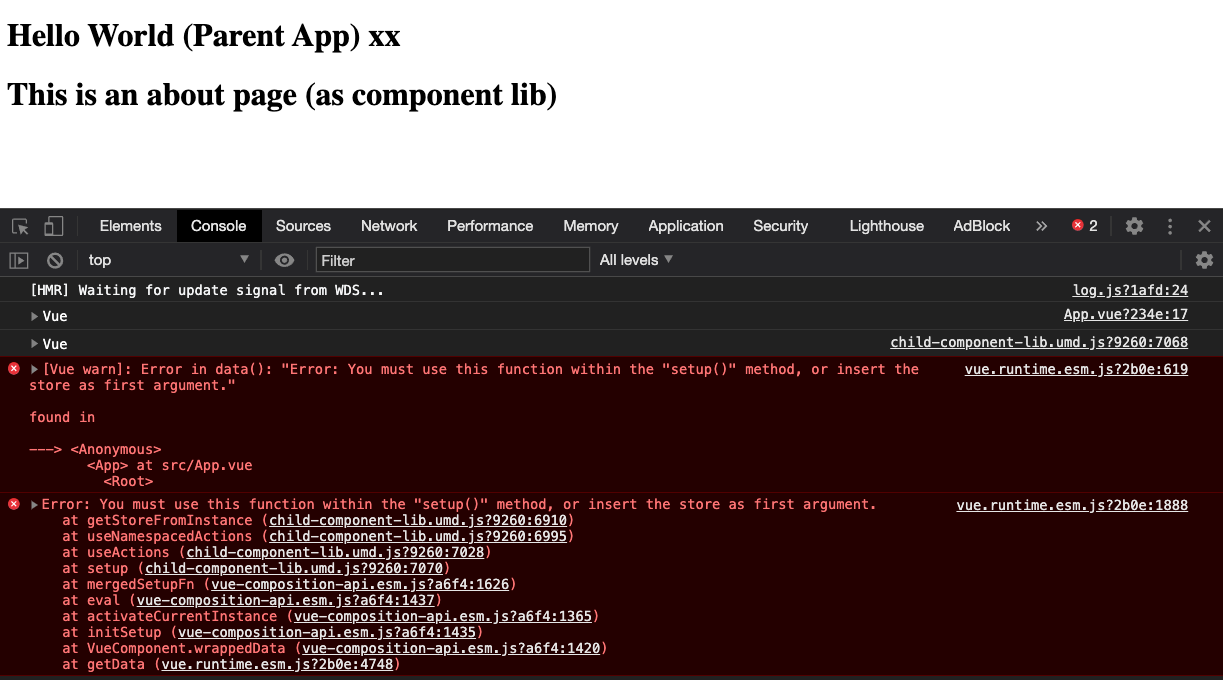 Hello World (Parent App) xx
This is an about page (as component lib)
Elements Console Sources Network Performance Memory Application Security Lighthouse AdBlock » 2
top Filter All levels
[HMR] Waiting for update signal from WDS... log.js?1afd:24
Vue App.vue?234e:17
Vue child-component-lib.umd.js?9260:7068
[Vue warn]: Error in data(): "Error: You must use this function within the "setup()" method, or insert the vue.runtime.esm.js?2b0e:619
store as first argument."
found in
---> <Anonymous>
<App> at src/App.vue
<Root>
Error: You must use this function within the "setup()" method, or insert the store as first argument. vue.runtime.esm.js?2b0e:1888
at getStoreFromInstance (child-component-lib.umd.js?9260:6910)
at useNamespacedActions (child-component-lib.umd.js?9260:6995)
at useActions (child-component-lib.umd.js?9260:7028)
at setup (child-component-lib.umd.js?9260:7070)
at mergedSetupFn (vue-composition-api.esm.js?a6f4:1626)
at eval (vue-composition-api.esm.js?a6f4:1437)
at activateCurrentInstance (vue-composition-api.esm.js?a6f4:1365)
at initSetup (vue-composition-api.esm.js?a6f4:1435)
at VueComponent.wrappedData (vue-composition-api.esm.js?a6f4:1420)
at getData (vue.runtime.esm.js?2b0e:4748)